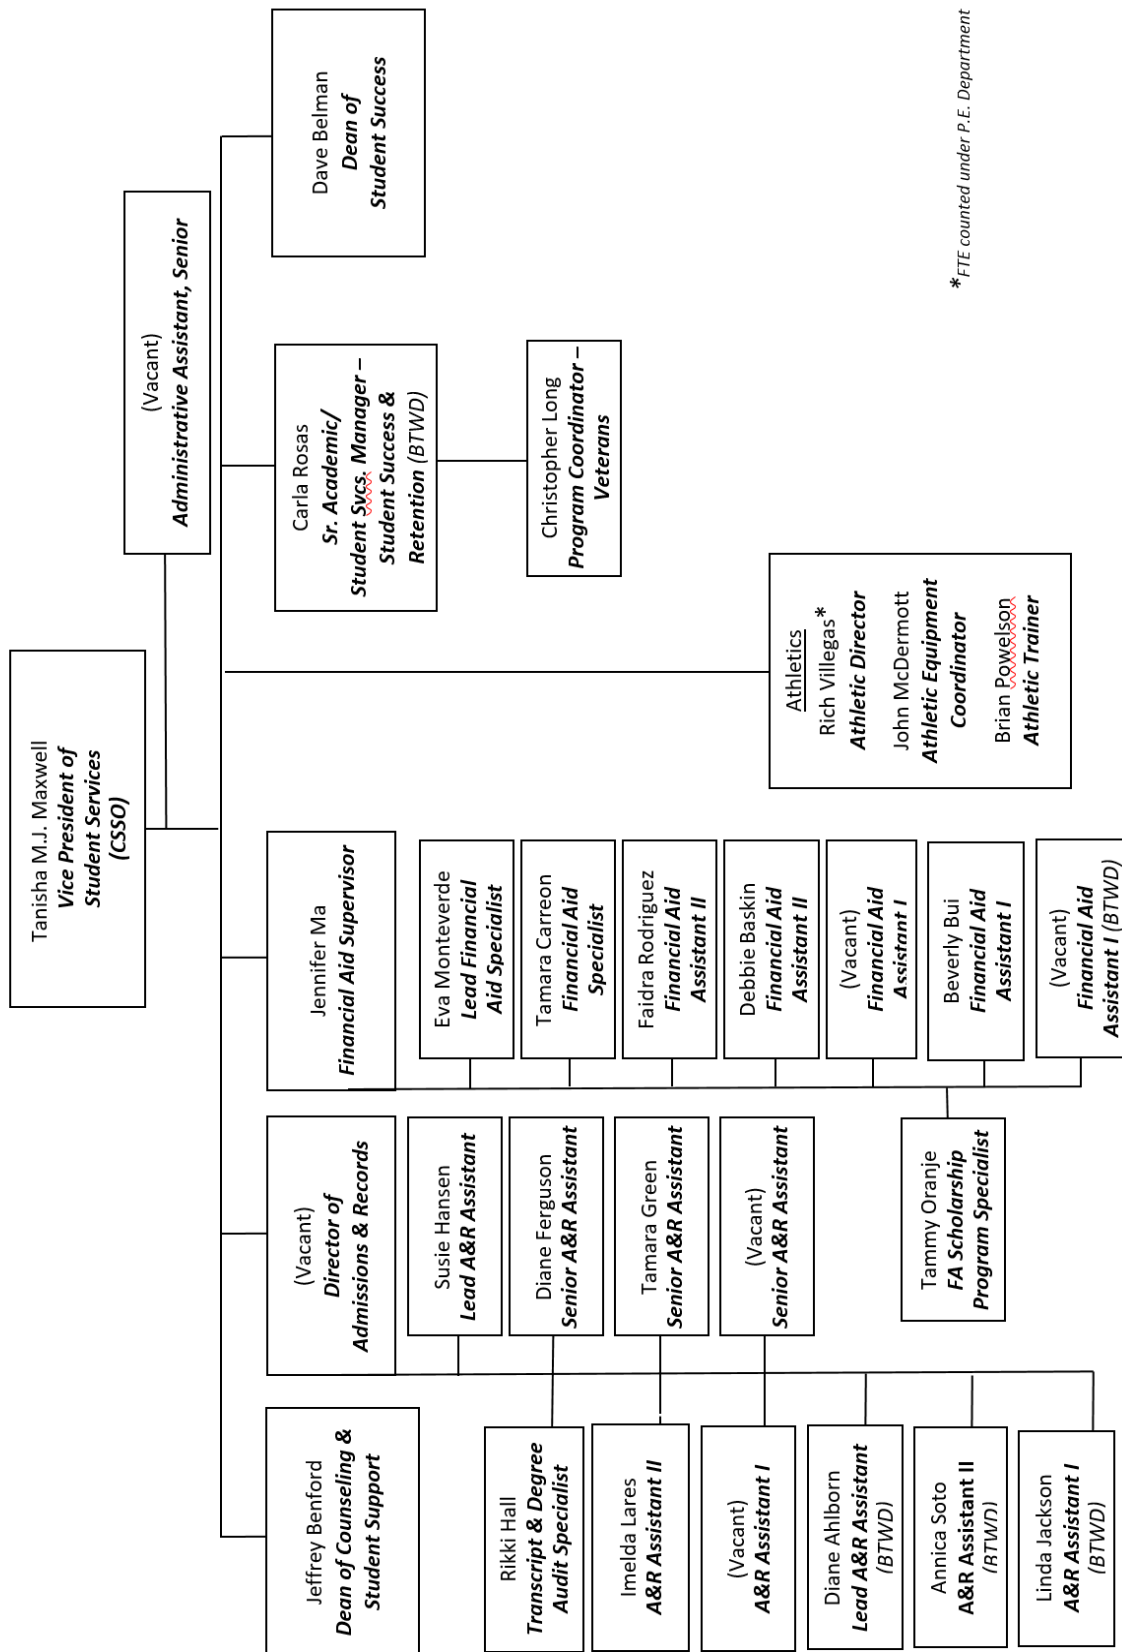 Tanisha M.J. Maxwell
Vice President of
Student Services
(CSSO)
(Vacant)
Administrative Assistant, Senior
Jeffrey Benford
Dean of Counseling &
Student Support
(Vacant)
Director of
Admissions & Records
Jennifer Ma
Financial Aid Supervisor
Carla Rosas
Sr. Academic/
Student Svcs. Manager –
Student Success &
Retention (BTWD)
Dave Belman
Dean of
Student Success
Rikki Hall
Transcript & Degree
Audit Specialist
Imelda Lares
A&R Assistant II
(Vacant)
A&R Assistant I
Diane Ahlborn
Lead A&R Assistant
(BTWD)
Annica Soto
A&R Assistant II
(BTWD)
Linda Jackson
A&R Assistant I
(BTWD)
Susie Hansen
Lead A&R Assistant
Diane Ferguson
Senior A&R Assistant
Tamara Green
Senior A&R Assistant
(Vacant)
Senior A&R Assistant
Tammy Oranje
FA Scholarship
Program Specialist
Eva Monteverde
Lead Financial
Aid Specialist
Tamara Carreon
Financial Aid
Specialist
Faidra Rodriguez
Financial Aid
Assistant II
Debbie Baskin
Financial Aid
Assistant II
(Vacant)
Financial Aid
Assistant I
Beverly Bui
Financial Aid
Assistant I
(Vacant)
Financial Aid
Assistant I (BTWD)
Athletics
Rich Villegas*
Athletic Director
John McDermott
Athletic Equipment
Coordinator
Brian Powelson
Athletic Trainer
Christopher Long
Program Coordinator –
Veterans
*FTE counted under P.E. Department